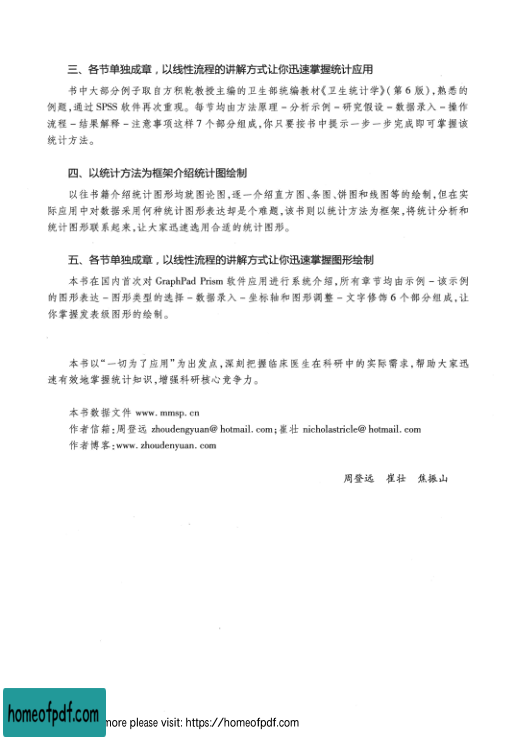 三、各节单独成章，以线性流程的讲解方式让你迅速掌握统计应用
书中大部分例子取自方积乾教授主编的卫生部统编教材《卫生统计学》(第 6 版),熟悉的
例题,通过 SPSS 软件再次重现。每节均由方法原理－分析示例－研究假设－数据录入－操作
流程－结果解释－注意事项这样 7 个部分组成,你只要按书中提示一步一步完成即可掌握该
统计方法。
四、以统计方法为框架介绍统计图绘制
以往书籍介绍统计图形均就图论图,逐一介绍直方图、条图、饼图和线图等的绘制,但在实
际应用中对数据采用何种统计图形表达却是个难题,该书则以统计方法为框架,将统计分析和
统计图形联系起来,让大家迅速选用合适的统计图形。
五、各节单独成章，以线性流程的讲解方式让你迅速掌握图形绘制
本书在国内首次对 GraphPad Prism 软件应用进行系统介绍,所有章节均由示例－该示例
的图形表达－图形类型的选择－数据录入－坐标轴和图形调整－文字修饰 6 个部分组成,让
你掌握发表级图形的绘制。
本书以“一切为了应用”为出发点,深刻把握临床医生在科研中的实际需求,帮助大家迅
速有效地掌握统计知识,增强科研核心竞争力。
本书数据文件 www. mmsp. cn
作者信箱:周登远 zhoudengyuan@ hotmail. com;崔壮 nicholastricle@ hotmail. com
作者博客:www. zhoudenyuan. com
周登远 崔壮 焦振山
homeofpdf.com
more please visit: https://homeofpdf.com